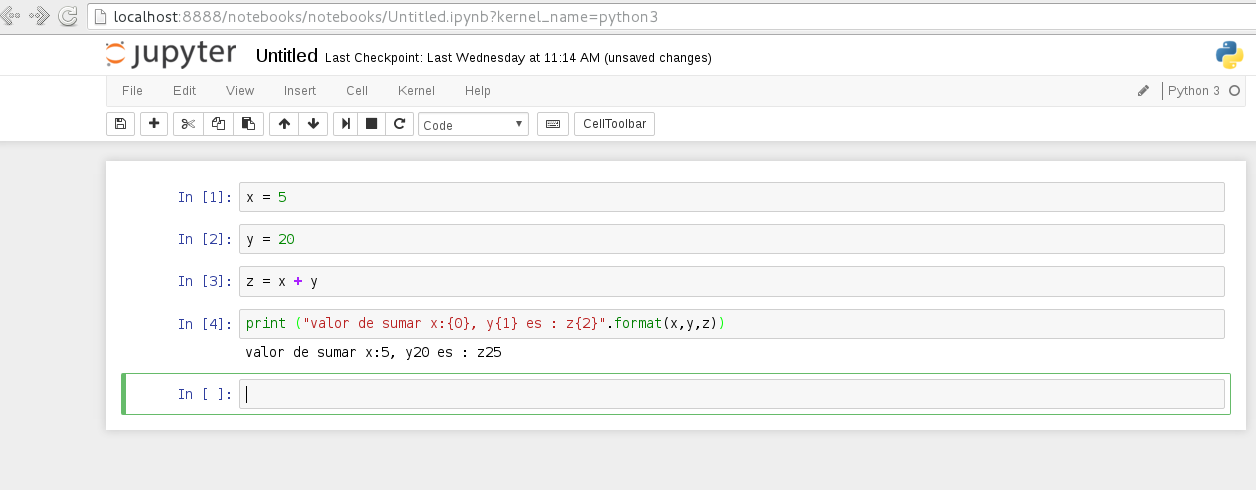 localhost:8888/notebooks/notebooks/Untitled.ipynb?kernel_name=python3
jupyter Untitled Last Checkpoint: Last Wednesday at 11:14 AM (unsaved changes)
File Edit View Insert Cell Kernel Help Python 3
Code CellToolbar
In [1]: x = 5
In [2]: y = 20
In [3]: z = x + y
In [4]: print ("valor de sumar x:{0}, y{1} es : z{2}".format(x,y,z))
valor de sumar x:5, y20 es : z25
In [ ]: